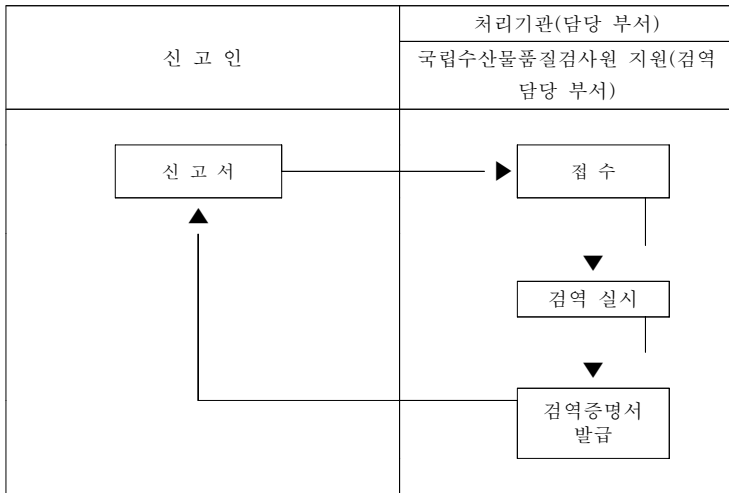 신 고 인
처리기관(담당 부서)
국립수산물품질검사원 지원(검역
담당 부서)
신 고 서
접 수
검역 실시
검역증명서
발급